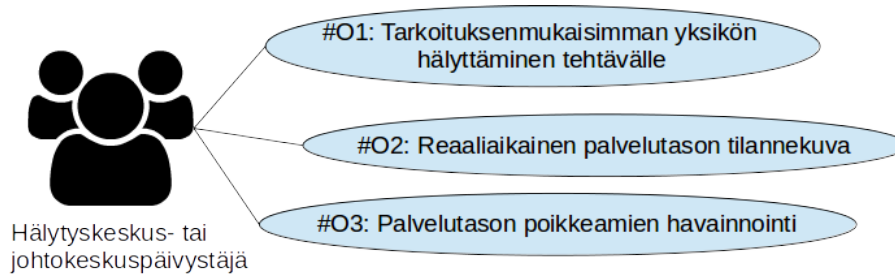 #O1: Tarkoituksenmukaisimman yksikön
hälyttäminen tehtävälle
#O2: Reaaliaikainen palvelutason tilannekuva
#O3: Palvelutason poikkeamien havainnointi
Hälytyskeskus- tai
johtokeskuspäivystäjä